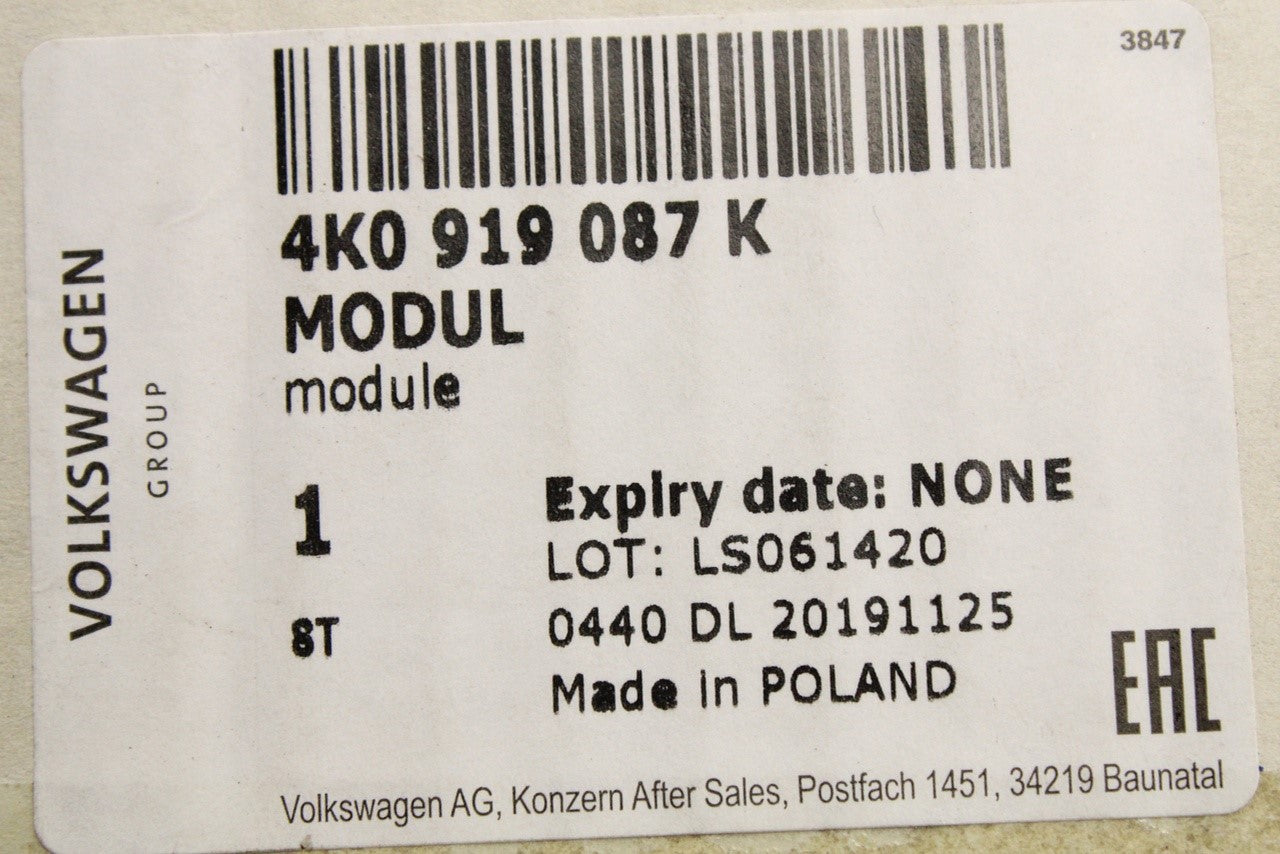 3847
4K0 919 087 K
MODUL
module
VOLKSWAGEN
GROUP
1
Expiry date: NONE
LOT: LS061420
8T
0440 DL 20191125
Made in POLAND
EAC
Volkswagen AG, Konzern After Sales, Postfach 1451, 34219 Baunatal